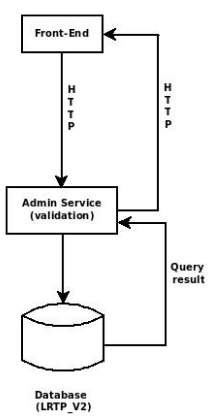 Front-End
H
T
T
P
H
T
T
P
Admin Service
(validation)
Query
result
Database
(LRTP_V2)